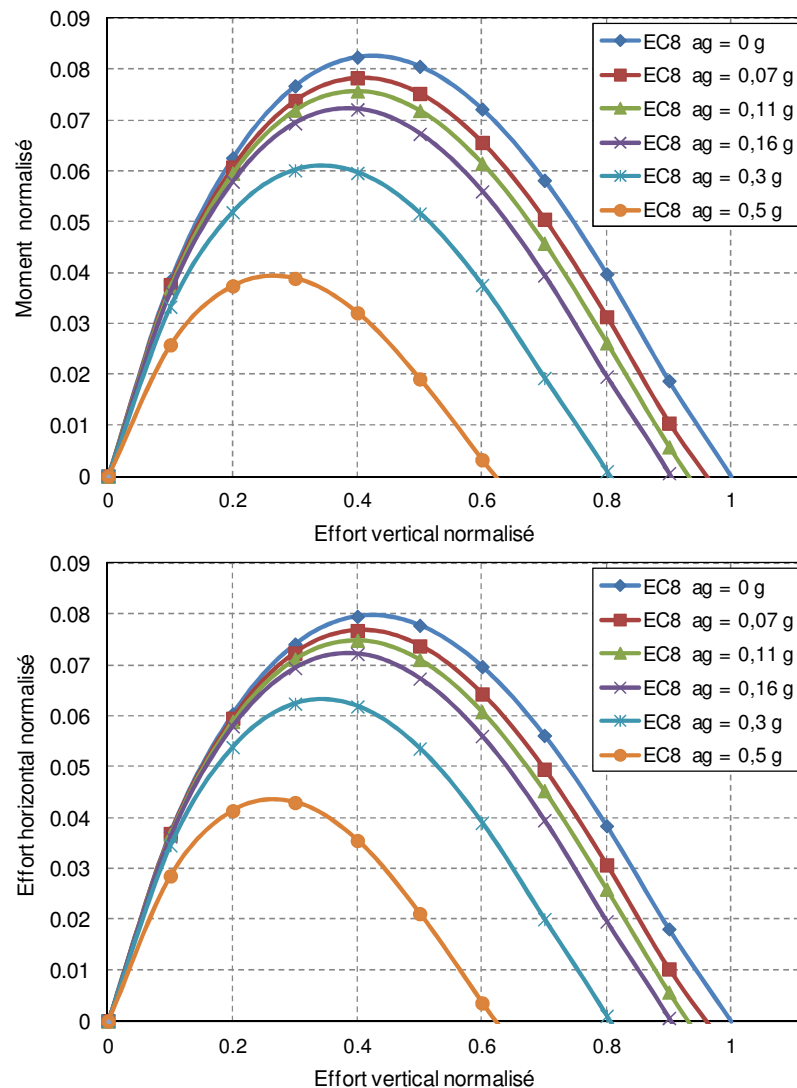 0.09
0.08
0.07
0.06
0.05
0.04
0.03
0.02
0.01
0
Moment normalisé
0 0.2 0.4 0.6 0.8 1
Effort vertical normalisé
EC8 ag = 0 g
EC8 ag = 0,07 g
EC8 ag = 0,11 g
EC8 ag = 0,16 g
EC8 ag = 0,3 g
EC8 ag = 0,5 g
0.09
0.08
0.07
0.06
0.05
0.04
0.03
0.02
0.01
0
Effort horizontal normalisé
0 0.2 0.4 0.6 0.8 1
Effort vertical normalisé
EC8 ag = 0 g
EC8 ag = 0,07 g
EC8 ag = 0,11 g
EC8 ag = 0,16 g
EC8 ag = 0,3 g
EC8 ag = 0,5 g